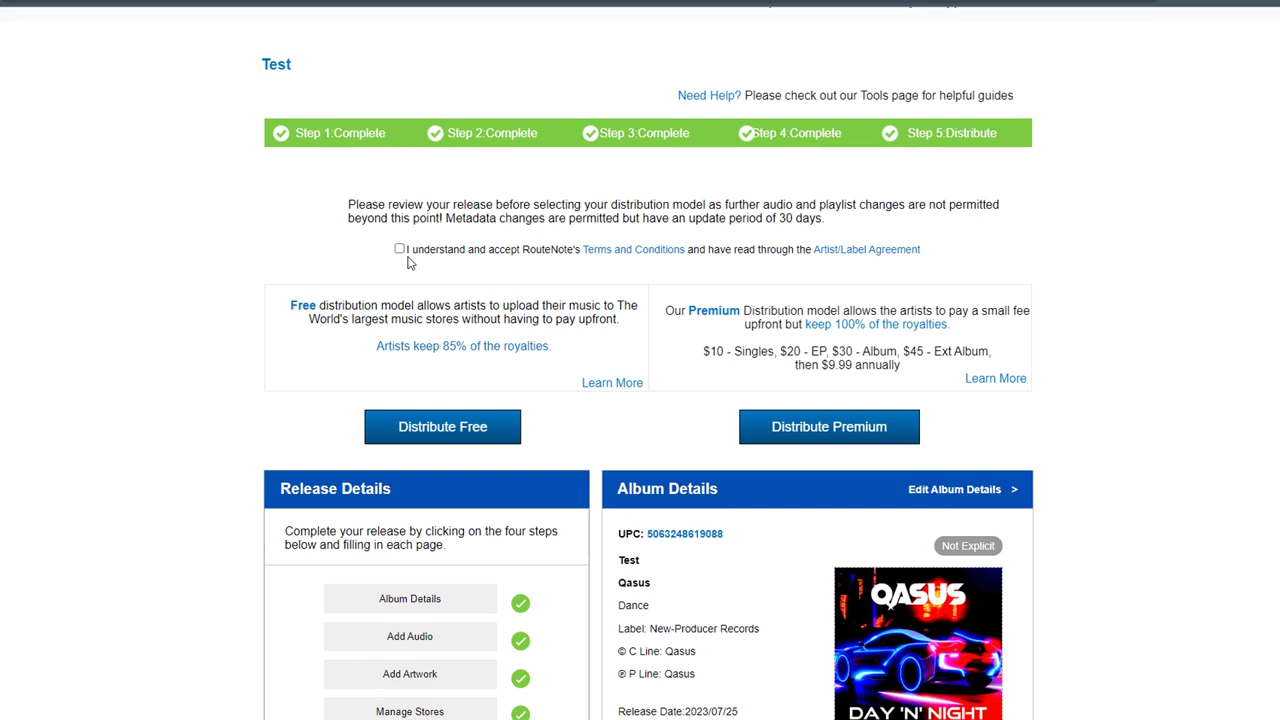 Test
Need Help? Please check out our Tools page for helpful guides
Step 1:Complete Step 2:Complete Step 3:Complete Step 4:Complete Step 5:Distribute
Please review your release before selecting your distribution model as further audio and playlist changes are not permitted
beyond this point! Metadata changes are permitted but have an update period of 30 days.
I understand and accept RouteNote's Terms and Conditions and have read through the Artist/Label Agreement
Free distribution model allows artists to upload their music to The
World's largest music stores without having to pay upfront.
Artists keep 85% of the royalties.
Learn More
Our Premium Distribution model allows the artists to pay a small fee
upfront but keep 100% of the royalties.
$10 - Singles, $20 - EP, $30 - Album, $45 - Ext Album,
then $9.99 annually
Learn More
Distribute Free
Distribute Premium
Release Details
Complete your release by clicking on the four steps
below and filling in each page.
Album Details
Add Audio
Add Artwork
Manage Stores
Album Details
Edit Album Details >
UPC: 5063248619088
Not Explicit
Test
Qasus
Dance
Label: New-Producer Records
© C Line: Qasus
℗ P Line: Qasus
Release Date:2023/07/25
QASUS
DAY 'N' NIGHT